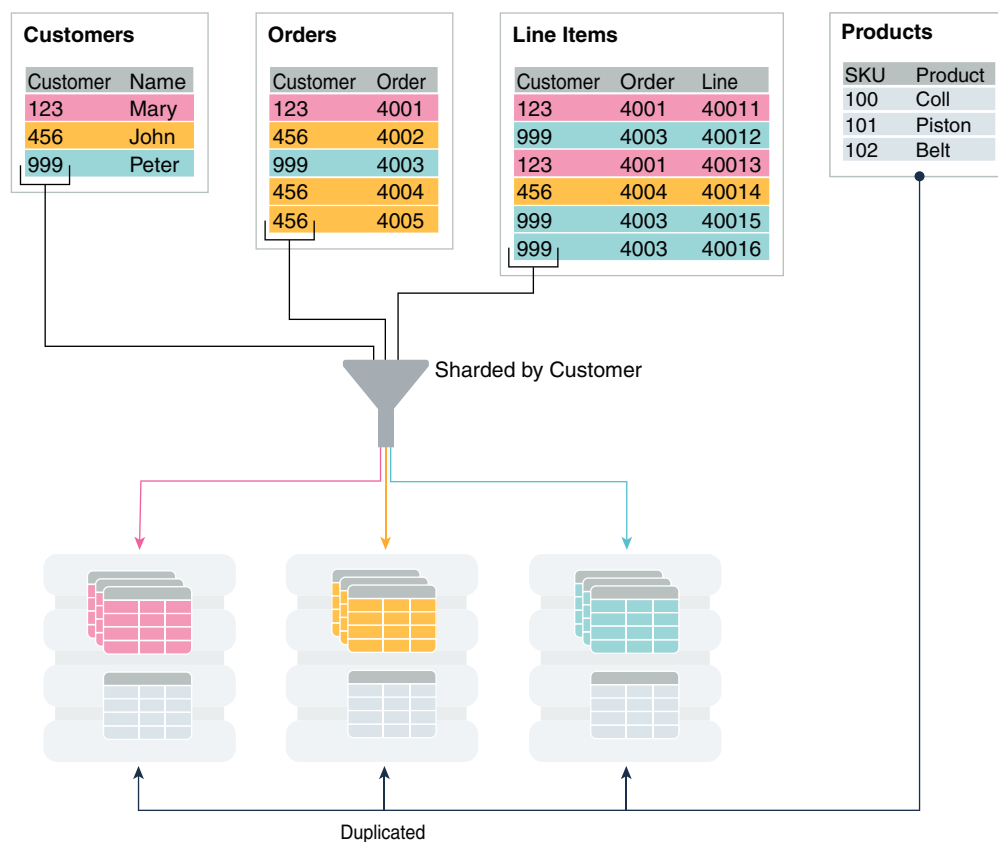 Customers
Customer Name
123 Mary
456 John
999 Peter
Orders
Customer Order
123 4001
456 4002
999 4003
456 4004
456 4005
Line Items
Customer Order Line
123 4001 40011
999 4003 40012
123 4001 40013
456 4004 40014
999 4003 40015
999 4003 40016
Products
SKU Product
100 Coll
101 Piston
102 Belt
Sharded by Customer
Duplicated